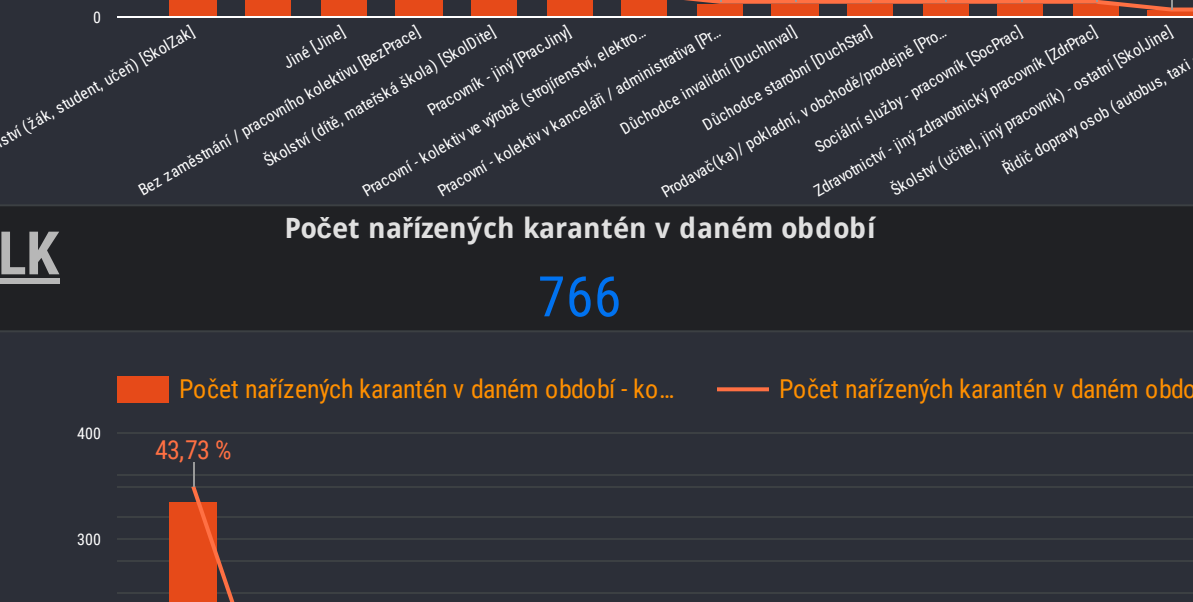 0
ství (žák, student, učeň) [SkolZak]
Jiné [Jine]
Bez zaměstnání / pracovního kolektivu [BezPrace]
Školství (dítě, mateřská škola) [SkolDite]
Pracovník - jiný [PracJiny]
Pracovní - kolektiv ve výrobě (strojírenství, elektro...
Pracovní - kolektiv v kanceláři / administrativa [Pr...
Důchodce invalidní [DuchInval]
Důchodce starobní [DuchStar]
Prodavač(ka)/ pokladní, v obchodě/prodejně [Pro...
Sociální služby - pracovník [SocPrac]
Zdravotnictví - jiný zdravotnický pracovník [ZdrPrac]
Školství (učitel, jiný pracovník) - ostatní [SkolJine]
Řidič dopravy osob (autobus, taxi
LK
Počet nařízených karantén v daném období
766
Počet nařízených karantén v daném období - ko...
Počet nařízených karantén v daném obdo
400
43,73 %
300